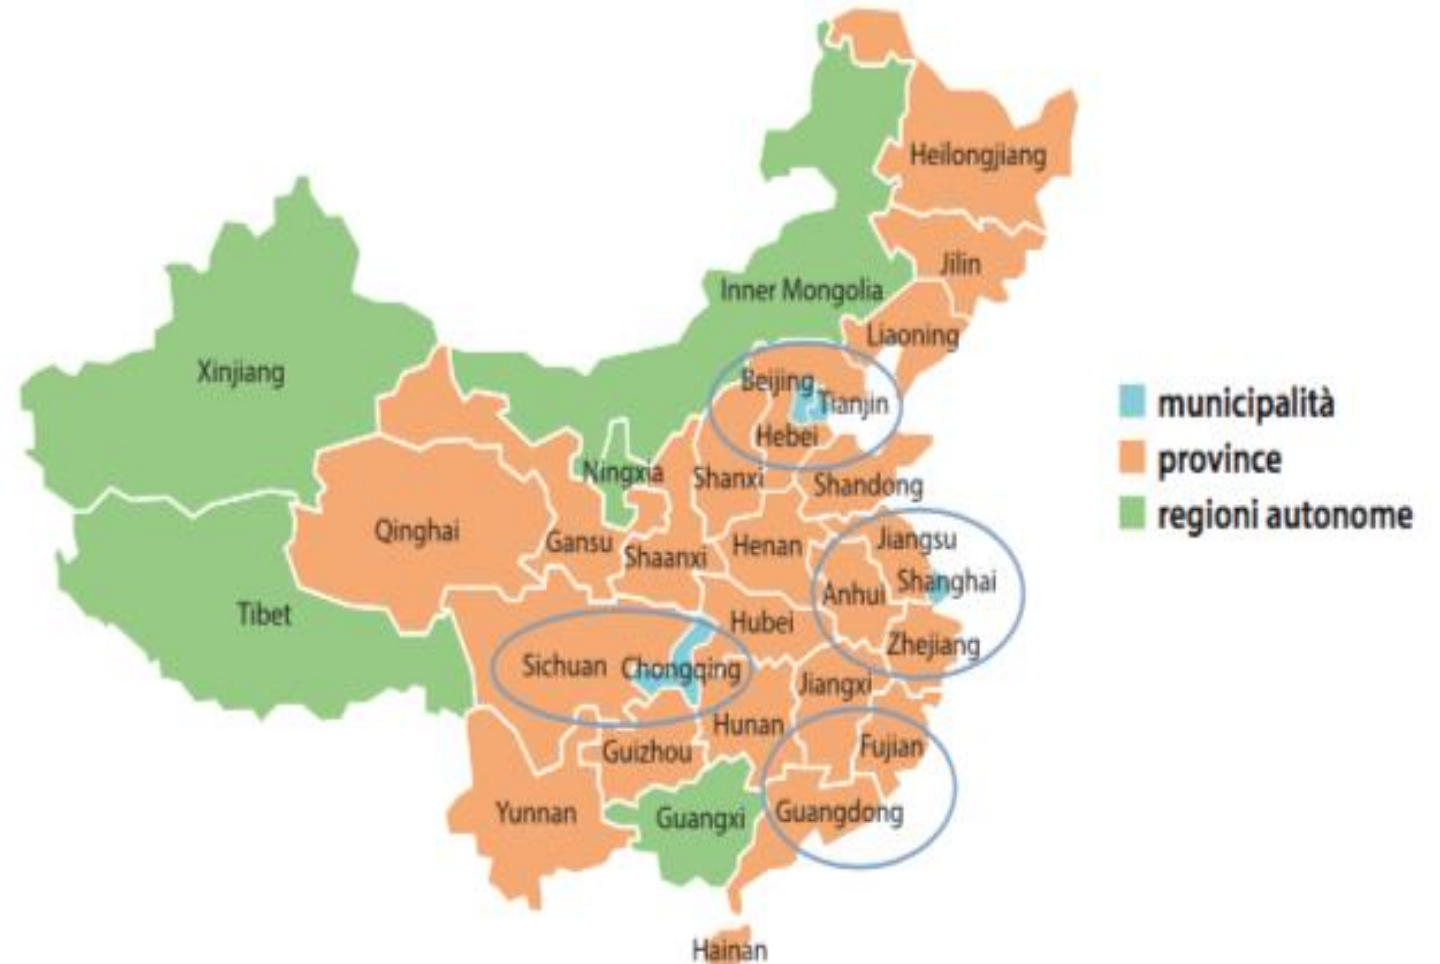 Heilongjiang
Jilin
Inner Mongolia
Liaoning
Xinjiang
Beijing
Tianjin
municipalità
Hebei
province
Ningxia
Shanxi
Shandong
regioni autonome
Qinghai
Gansu
Shaanxi
Henan
Jiangsu
Shanghai
Anhui
Tibet
Hubei
Zhejiang
Sichuan
Chongqing
Jiangxi
Hunan
Fujian
Guizhou
Yunnan
Guangxi
Guangdong
Hainan